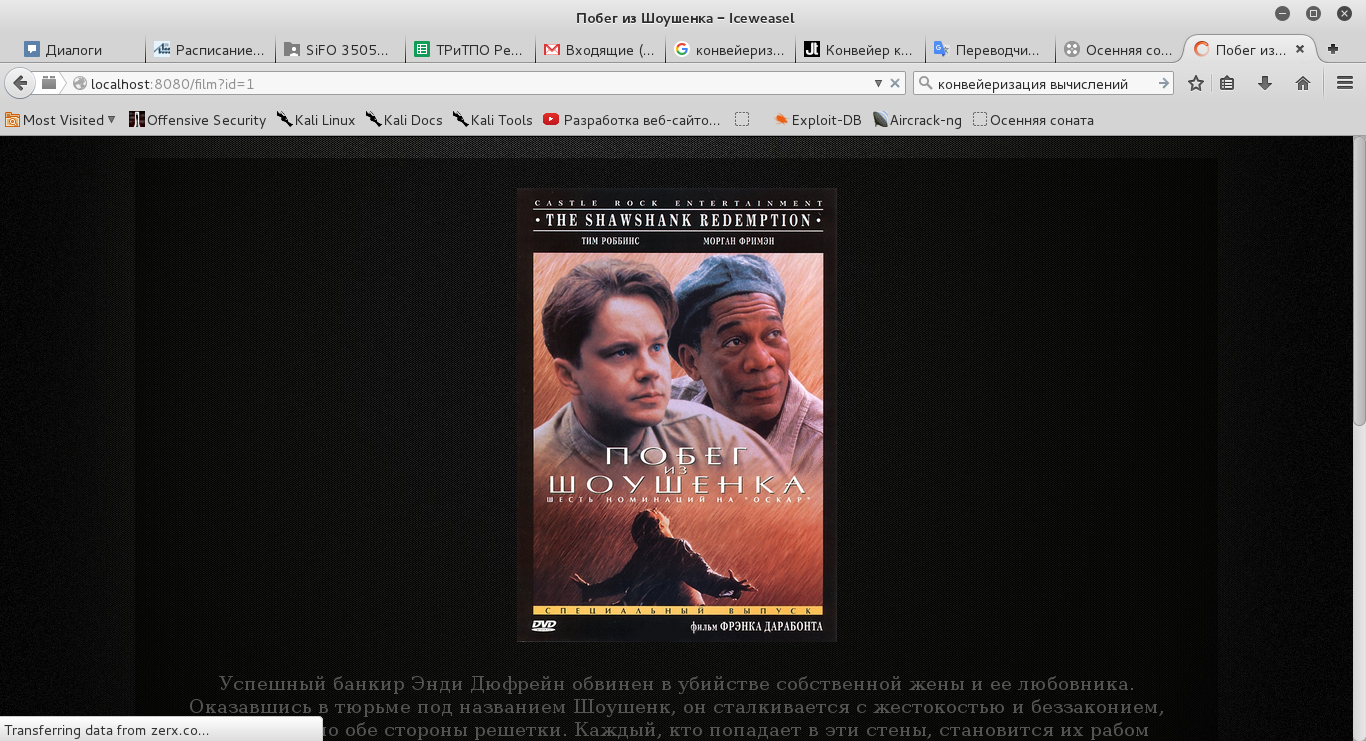 Побег из Шоушенка – Iceweasel
Диалоги
Расписание...
SiFO 3505...
ТРиТПО Ре...
Входящие (...
конвейериз...
Jt
Конвейер к...
Переводчи...
Осенняя со...
Побег из...
localhost:8080/film?id=1
конвейеризация вычислений
Most Visited
Offensive Security
Kali Linux
Kali Docs
Kali Tools
Разработка веб-сайто...
Exploit-DB
Aircrack-ng
Осенняя соната
CASTLE ROCK ENTERTAINMENT
• THE SHAWSHANK REDEMPTION •
ТИМ РОББИНС
МОРГАН ФРИМЭН
ПОБЕГ
ИЗ
ШОУШЕНКА
ШЕСТЬ НОМИНАЦИЙ НА "ОСКАР"
СПЕЦИАЛЬНЫЙ ВЫПУСК
DVD
фильм ФРЭНКА ДАРАБОНТА
Успешный банкир Энди Дюфрейн обвинен в убийстве собственной жены и ее любовника.
Оказавшись в тюрьме под названием Шоушенк, он сталкивается с жестокостью и беззаконием,
по обе стороны решетки. Каждый, кто попадает в эти стены, становится их рабом
Transferring data from zerx.co...